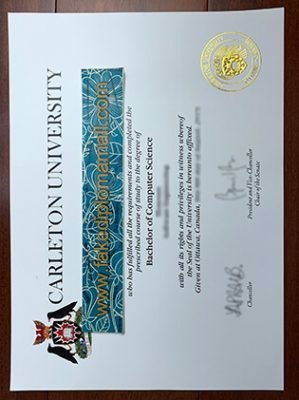 CARLETON UNIVERSITY
www.fakediplomamall.com
who has fulfilled all the requirements and completed the
prescribed course of study to the degree of
Bachelor of Computer Science
with all its rights and privileges in witness whereof
the Seal of the University is hereunto affixed.
Given at Ottawa, Canada,
Chancellor
President and Vice-Chancellor
Chair of the Senate